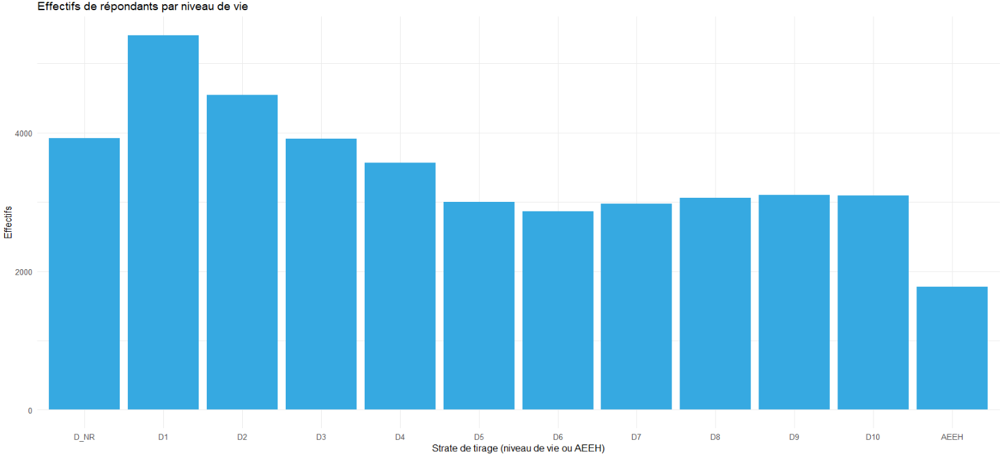 Effectifs de répondants par niveau de vie
Effectifs
4000
2000
0
D_NR D1 D2 D3 D4 D5 D6 D7 D8 D9 D10 AEEH
Strate de tirage (niveau de vie ou AEEH)